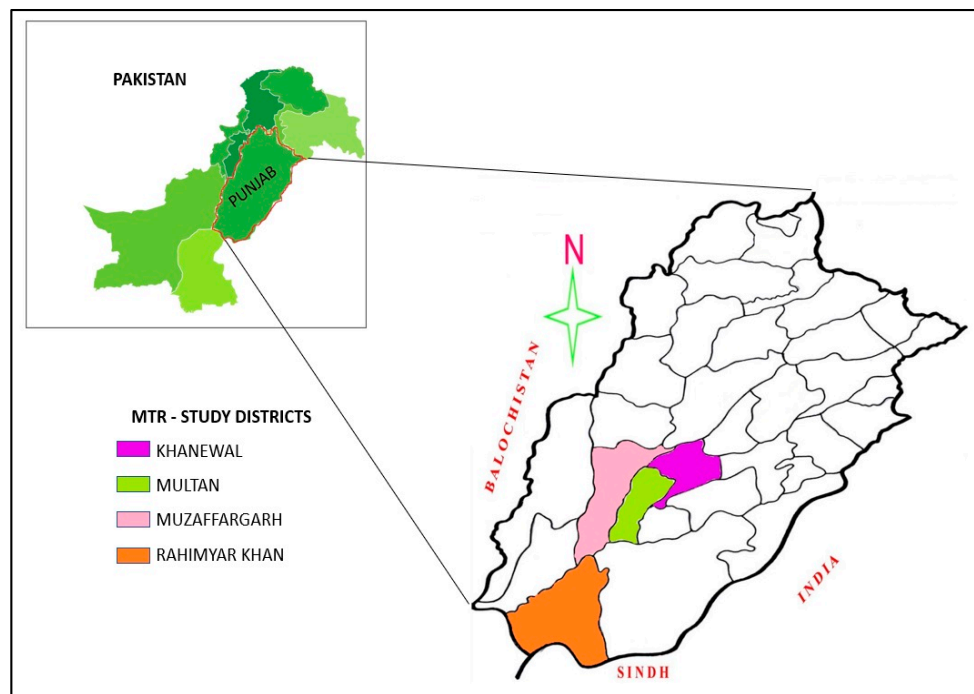 PAKISTAN
PUNJAB
N
BALOCHISTAN
MTR - STUDY DISTRICTS
KHANEWAL
MULTAN
MUZAFFARGARH
RAHIMYAR KHAN
INDIA
SINDH